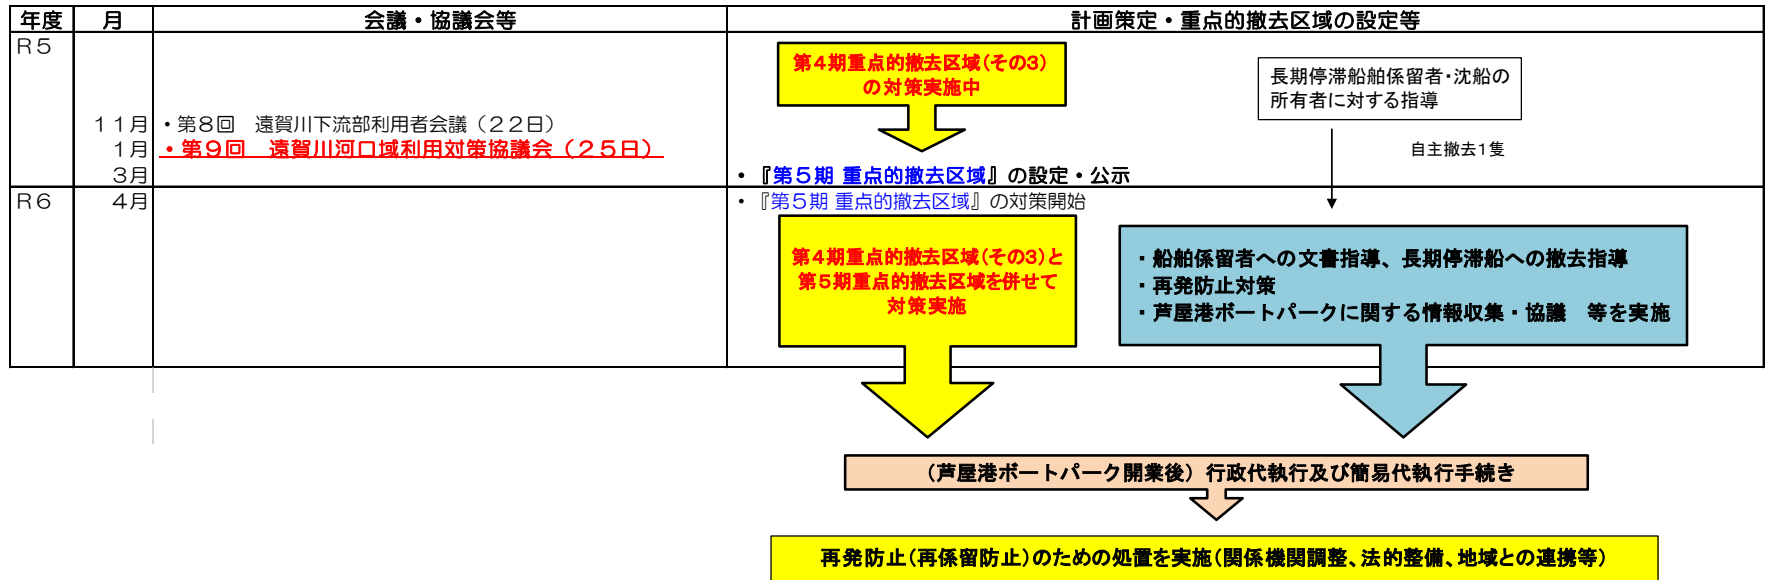 年度 月 会議・協議会等 計画策定・重点的撤去区域の設定等
R5
第4期重点的撤去区域(その3)
の対策実施中
長期停滞船舶係留者・沈船の
所有者に対する指導
11月 ・第8回 遠賀川下流部利用者会議(22日)
1月 ・第9回 遠賀川河口域利用対策協議会(25日)
自主撤去1隻
3月 ・『第5期 重点的撤去区域』の設定・公示
R6 4月 ・『第5期 重点的撤去区域』の対策開始
第4期重点的撤去区域(その3)と
第5期重点的撤去区域を併せて
対策実施
・船舶係留者への文書指導、長期停滞船への撤去指導
・再発防止対策
・芦屋港ボートパークに関する情報収集・協議 等を実施
(芦屋港ボートパーク開業後)行政代執行及び簡易代執行手続き
再発防止(再係留防止)のための処置を実施(関係機関調整、法的整備、地域との連携等)